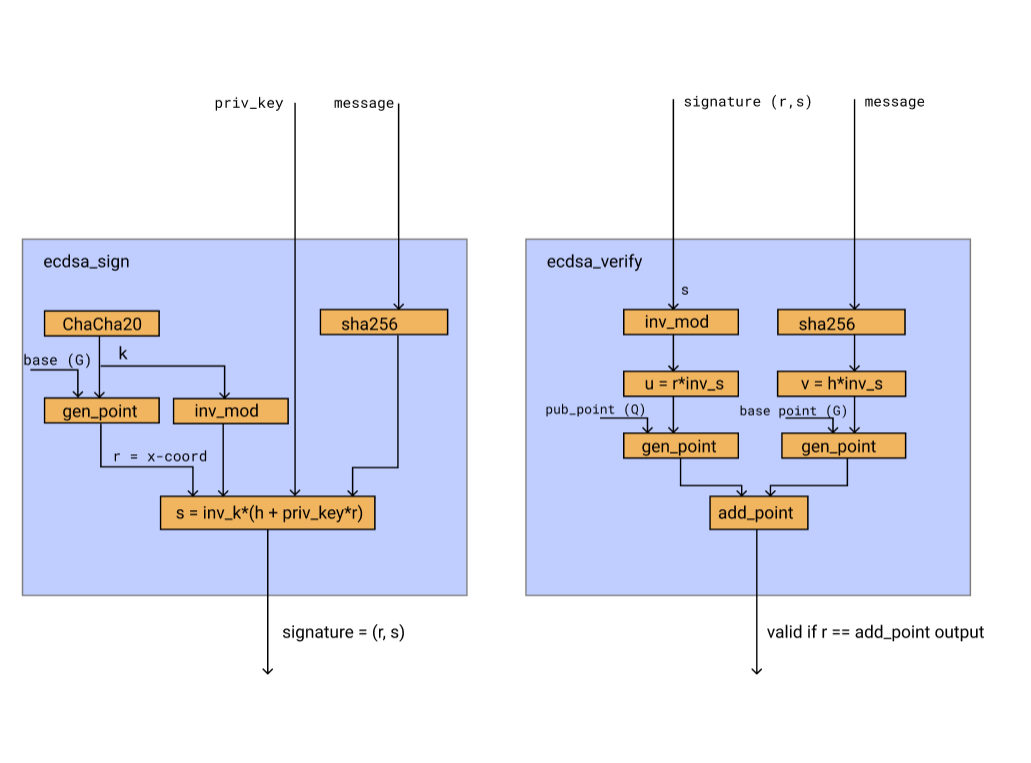 priv_key
message
ecdsa_sign
ChaCha20
sha256
base (G)
k
gen_point
inv_mod
r = x-coord
s = inv_k*(h + priv_key*r)
signature = (r, s)
signature (r,s)
message
ecdsa_verify
s
inv_mod
sha256
u = r*inv_s
v = h*inv_s
pub_point (Q)
base point (G)
gen_point
gen_point
add_point
valid if r == add_point output